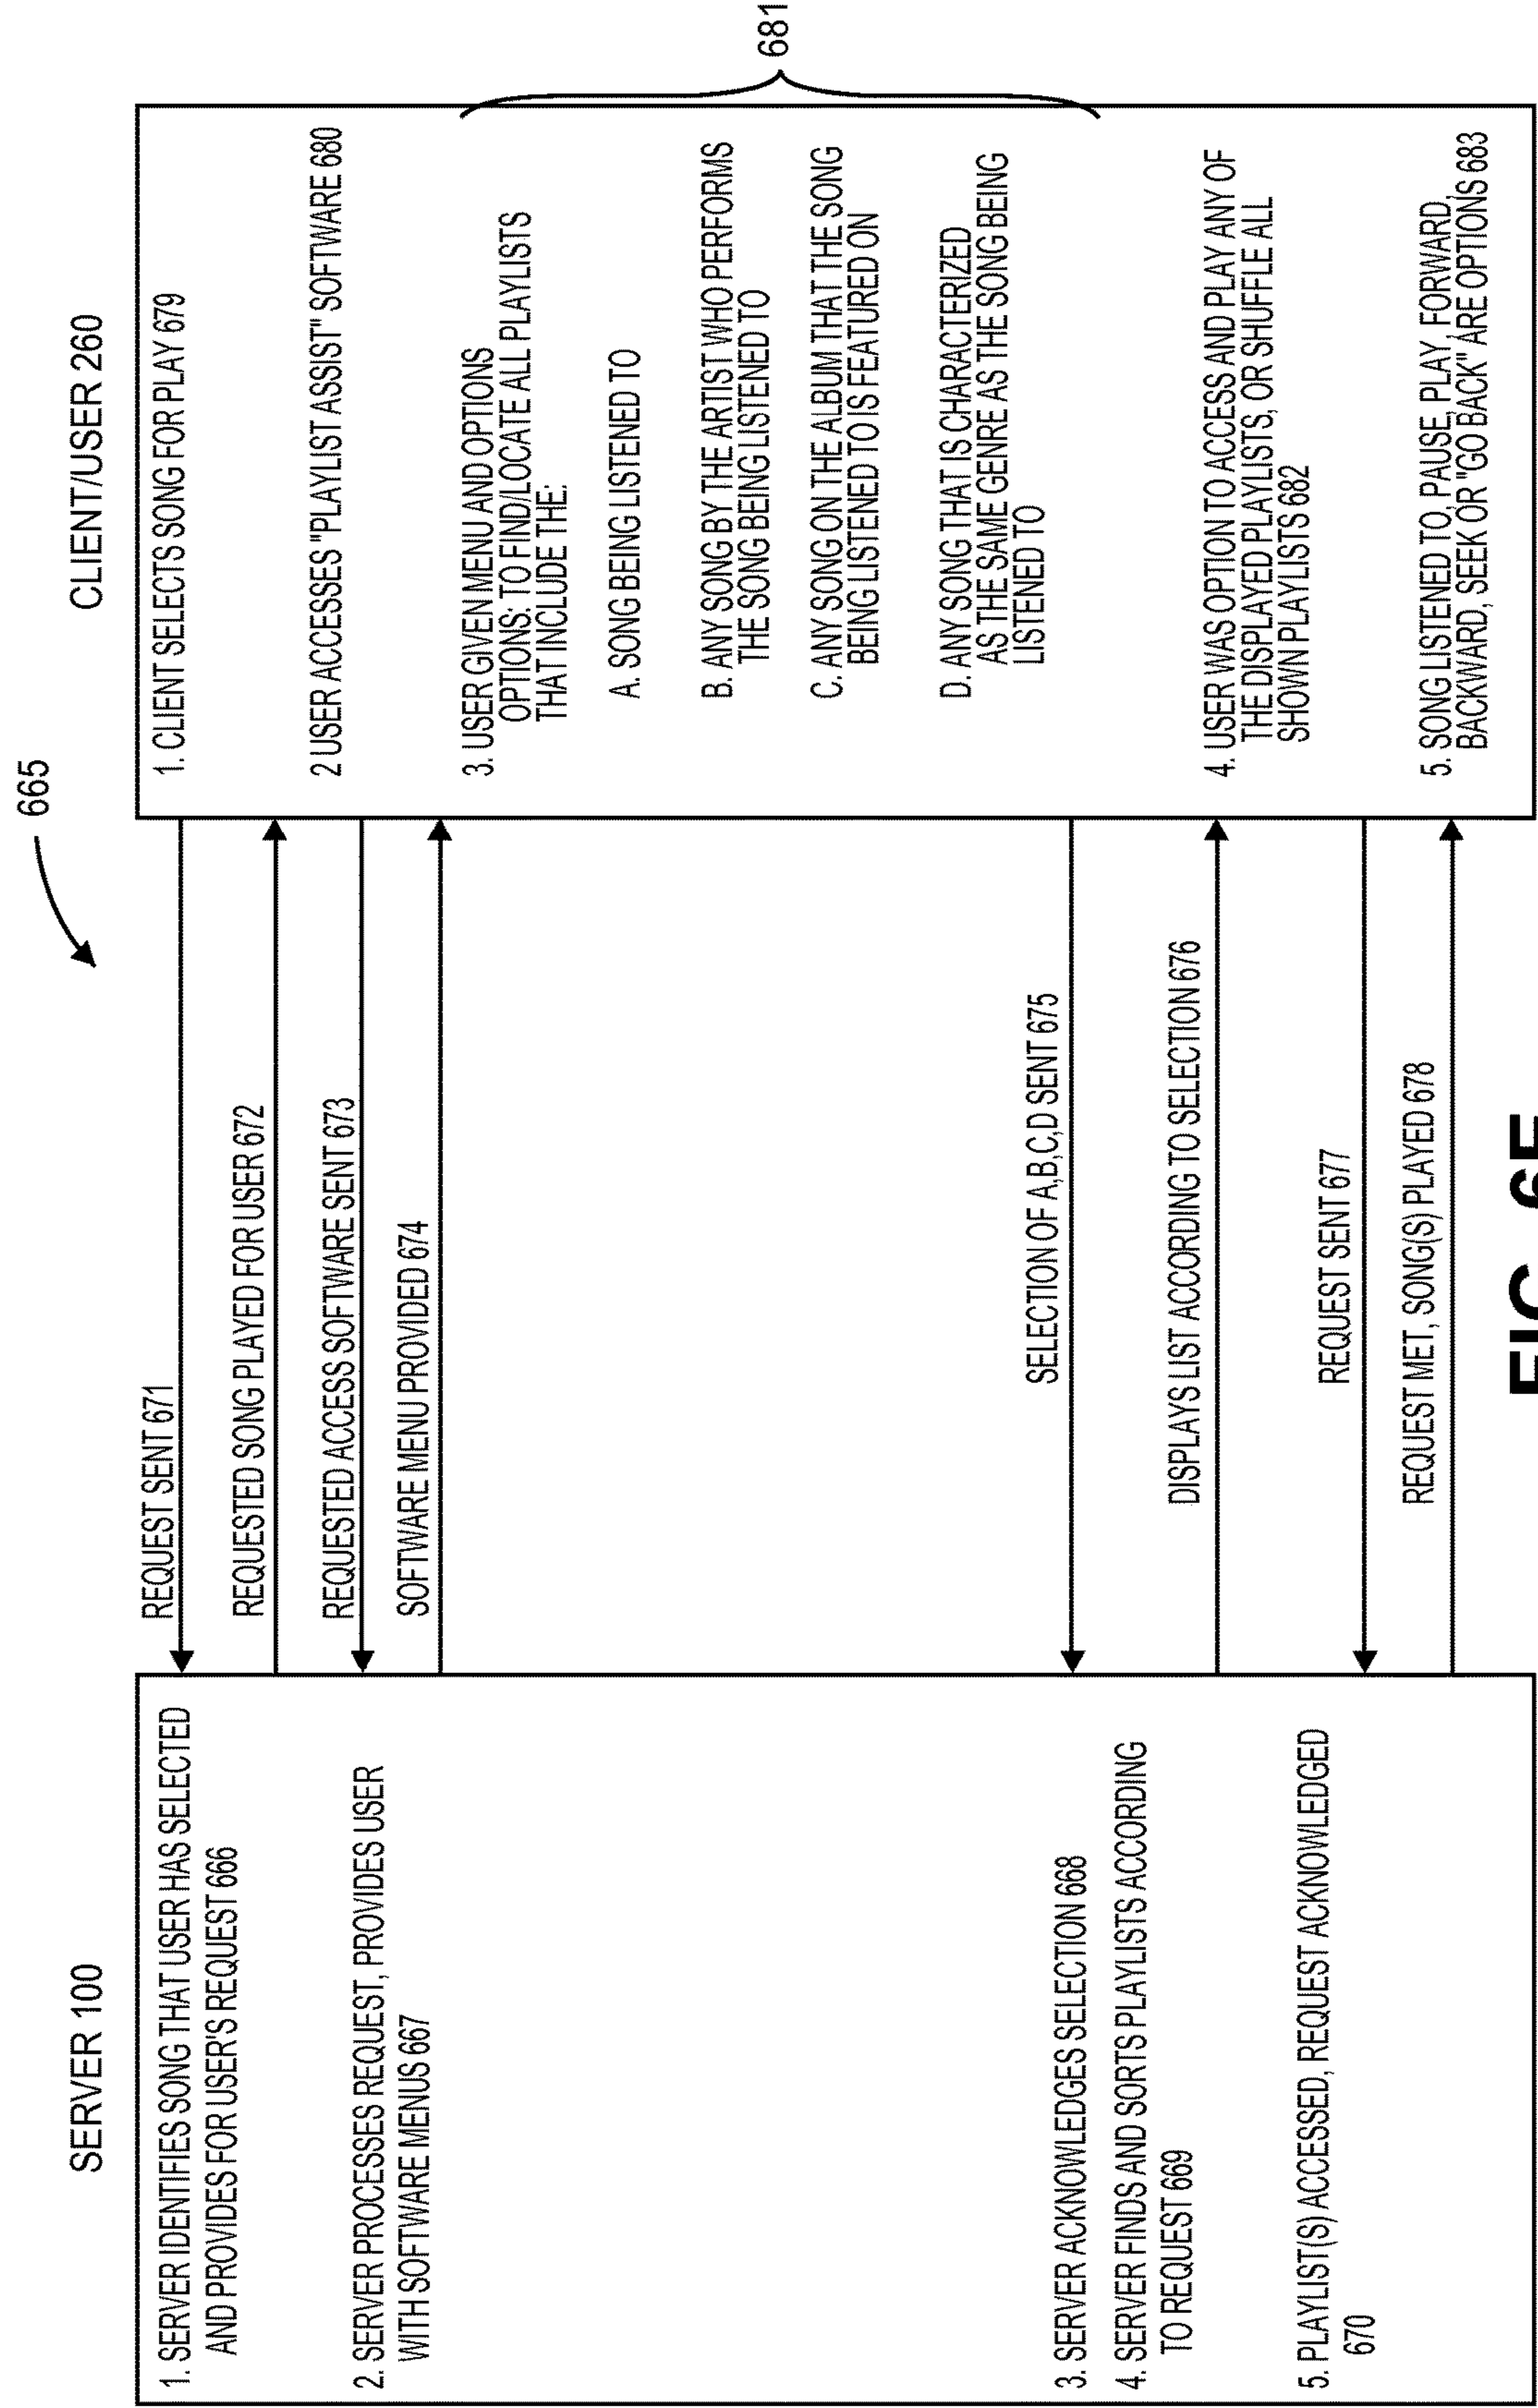 665
SERVER 100
1. SERVER IDENTIFIES SONG THAT USER HAS SELECTED
AND PROVIDES FOR USER'S REQUEST 666
2. SERVER PROCESSES REQUEST, PROVIDES USER
WITH SOFTWARE MENUS 667
3. SERVER ACKNOWLEDGES SELECTION 668
4. SERVER FINDS AND SORTS PLAYLISTS ACCORDING
TO REQUEST 669
5. PLAYLIST(S) ACCESSED, REQUEST ACKNOWLEDGED
670
REQUEST SENT 671
REQUESTED SONG PLAYED FOR USER 672
REQUESTED ACCESS SOFTWARE SENT 673
SOFTWARE MENU PROVIDED 674
SELECTION OF A,B,C,D SENT 675
DISPLAYS LIST ACCORDING TO SELECTION 676
REQUEST SENT 677
REQUEST MET, SONG(S) PLAYED 678
CLIENT/USER 260
1. CLIENT SELECTS SONG FOR PLAY 679
2 USER ACCESSES "PLAYLIST ASSIST" SOFTWARE 680
3. USER GIVEN MENU AND OPTIONS
OPTIONS: TO FIND/LOCATE ALL PLAYLISTS
THAT INCLUDE THE:
A. SONG BEING LISTENED TO
B. ANY SONG BY THE ARTIST WHO PERFORMS
THE SONG BEING LISTENED TO
C. ANY SONG ON THE ALBUM THAT THE SONG
BEING LISTENED TO IS FEATURED ON
D. ANY SONG THAT IS CHARACTERIZED
AS THE SAME GENRE AS THE SONG BEING
LISTENED TO
681
4. USER WAS OPTION TO ACCESS AND PLAY ANY OF
THE DISPLAYED PLAYLISTS, OR SHUFFLE ALL
SHOWN PLAYLISTS 682
5. SONG LISTENED TO, PAUSE, PLAY, FORWARD,
BACKWARD, SEEK OR "GO BACK" ARE OPTIONS 683
FIG.